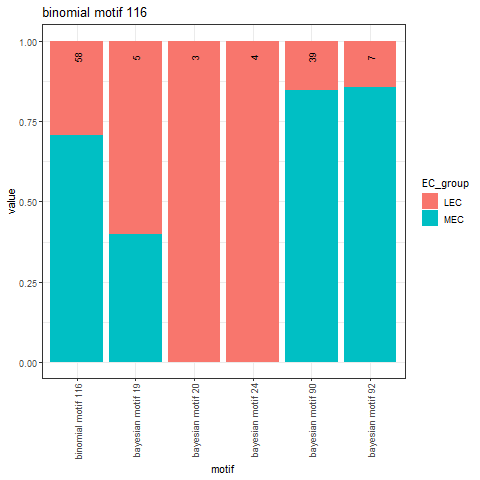 binomial motif 116
1.00
0.75
0.50
0.25
0.00
value
58
5
3
4
39
7
binomial motif 116
bayesian motif 19
bayesian motif 20
bayesian motif 24
bayesian motif 90
bayesian motif 92
motif
EC_group
LEC
MEC